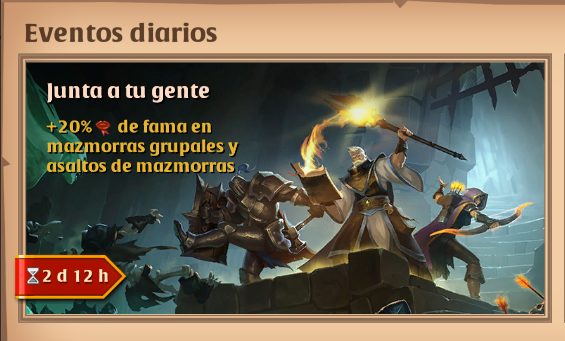 Eventos diarios
Junta a tu gente
+20% de fama en
mazmorras grupales y
asaltos de mazmorras
2 d 12 h